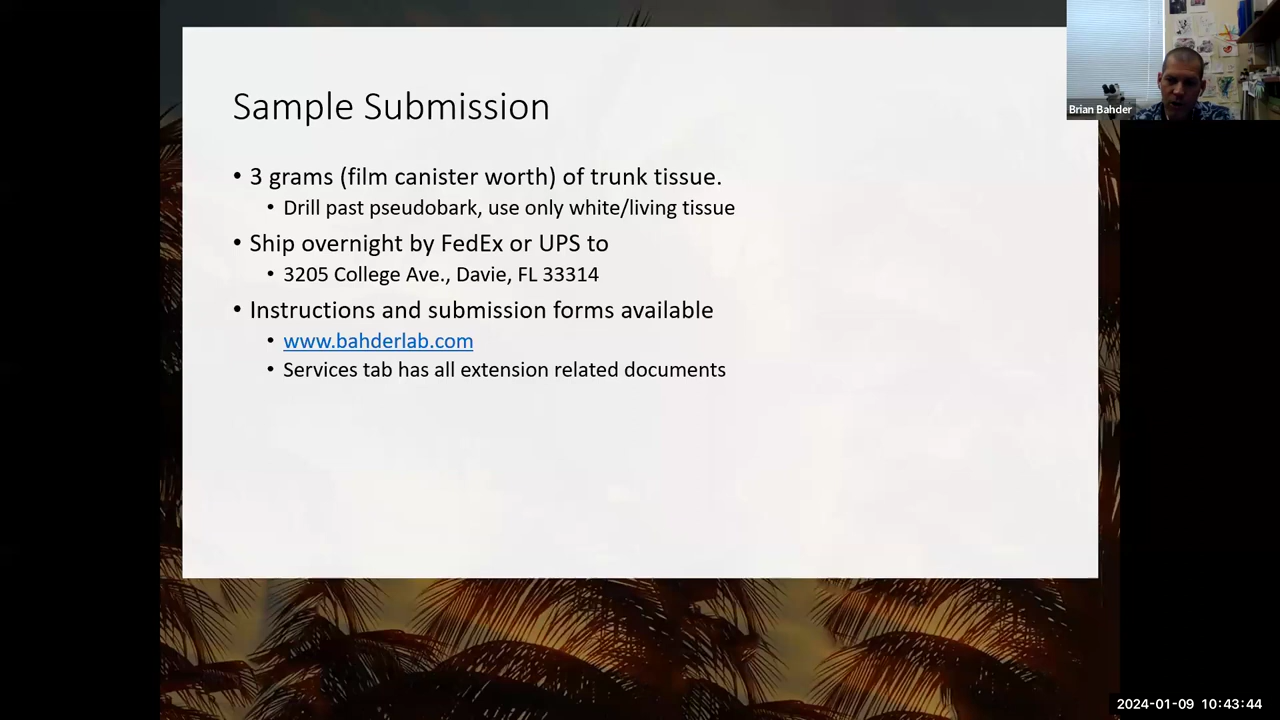 Sample Submission
• 3 grams (film canister worth) of trunk tissue.
• Drill past pseudobark, use only white/living tissue
• Ship overnight by FedEx or UPS to
• 3205 College Ave., Davie, FL 33314
• Instructions and submission forms available
• www.bahderlab.com
• Services tab has all extension related documents
Brian Bahder
2024-01-09 10:43:44